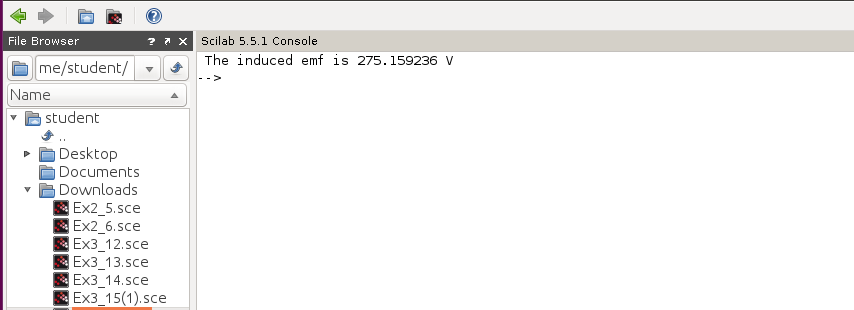 File Browser
Scilab 5.5.1 Console
me/student/
Name
student
..
Desktop
Documents
Downloads
Ex2_5.sce
Ex2_6.sce
Ex3_12.sce
Ex3_13.sce
Ex3_14.sce
Ex3_15(1).sce
The induced emf is 275.159236 V
-->